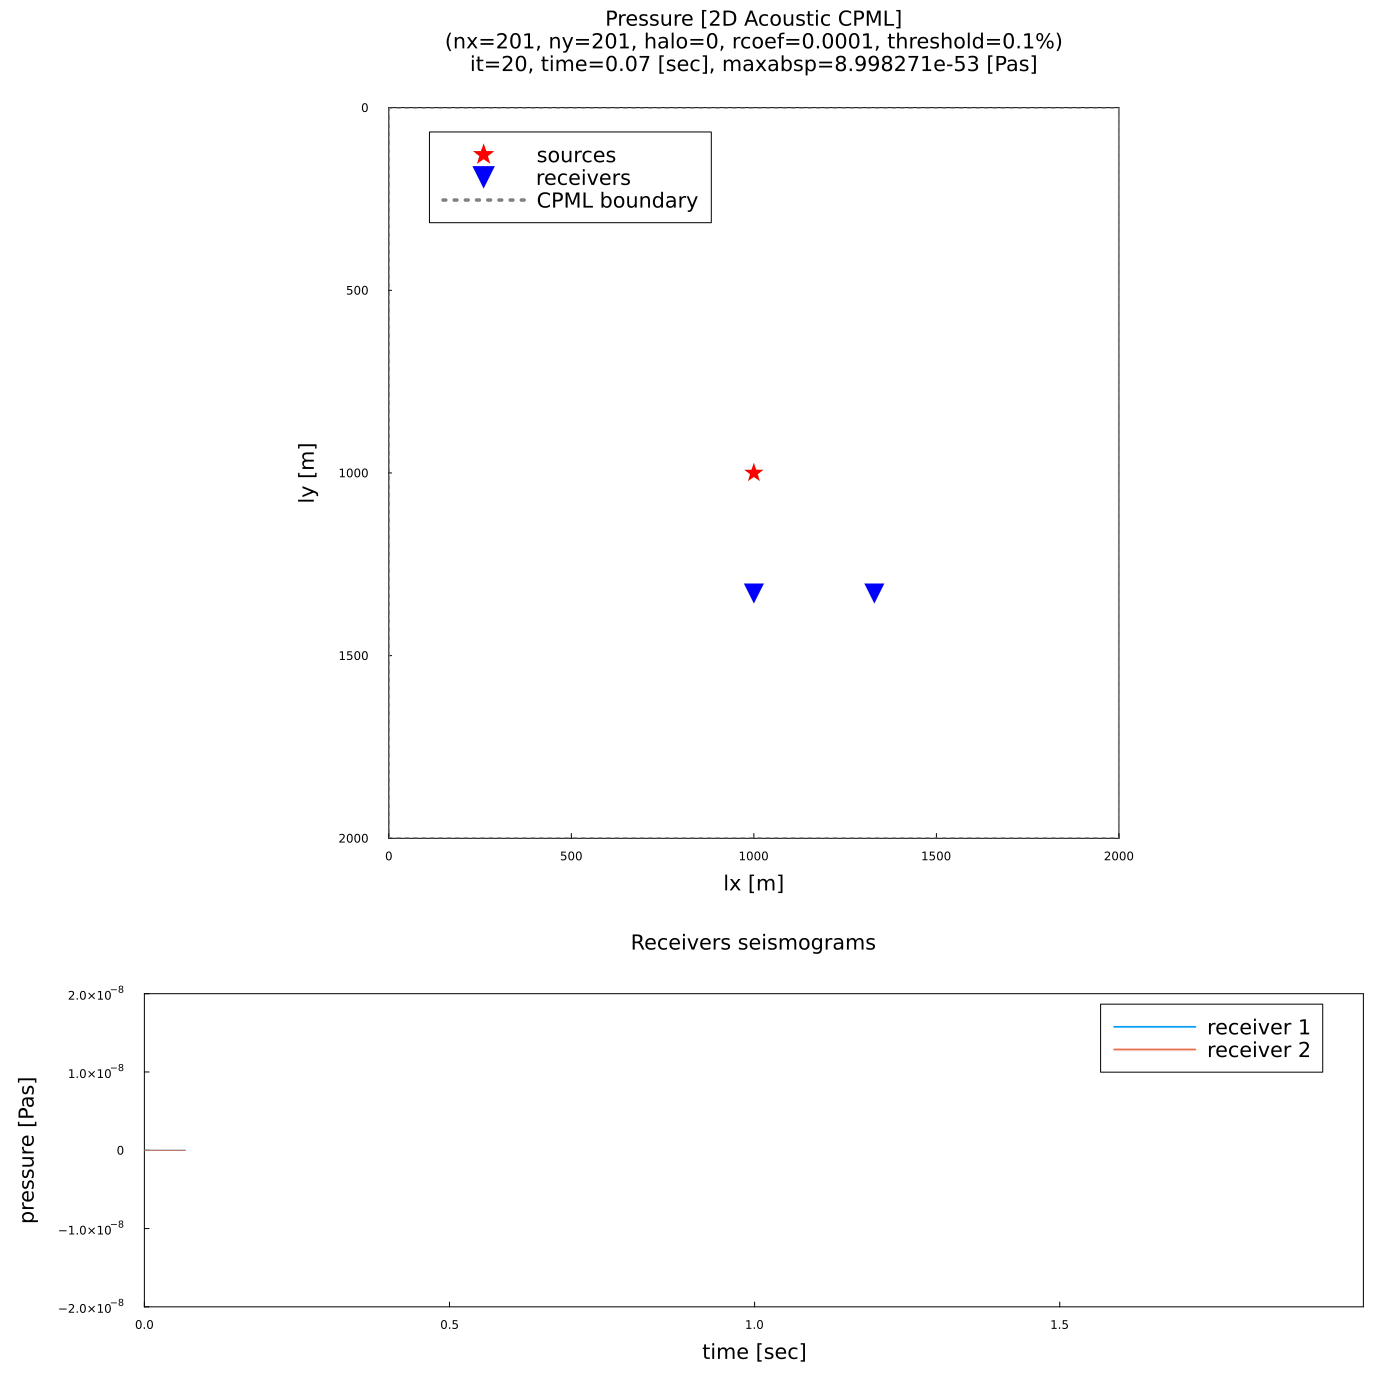 Pressure [2D Acoustic CPML]
(nx=201, ny=201, halo=0, rcoef=0.0001, threshold=0.1%)
it=20, time=0.07 [sec], maxabsp=8.998271e-53 [Pas]
0
sources
receivers
CPML boundary
500
ly [m]
1000
1500
2000
0 500 1000 1500 2000
lx [m]
Receivers seismograms
2.0×10⁻⁸
receiver 1
receiver 2
1.0×10⁻⁸
pressure [Pas]
0
−1.0×10⁻⁸
−2.0×10⁻⁸
0.0 0.5 1.0 1.5
time [sec]